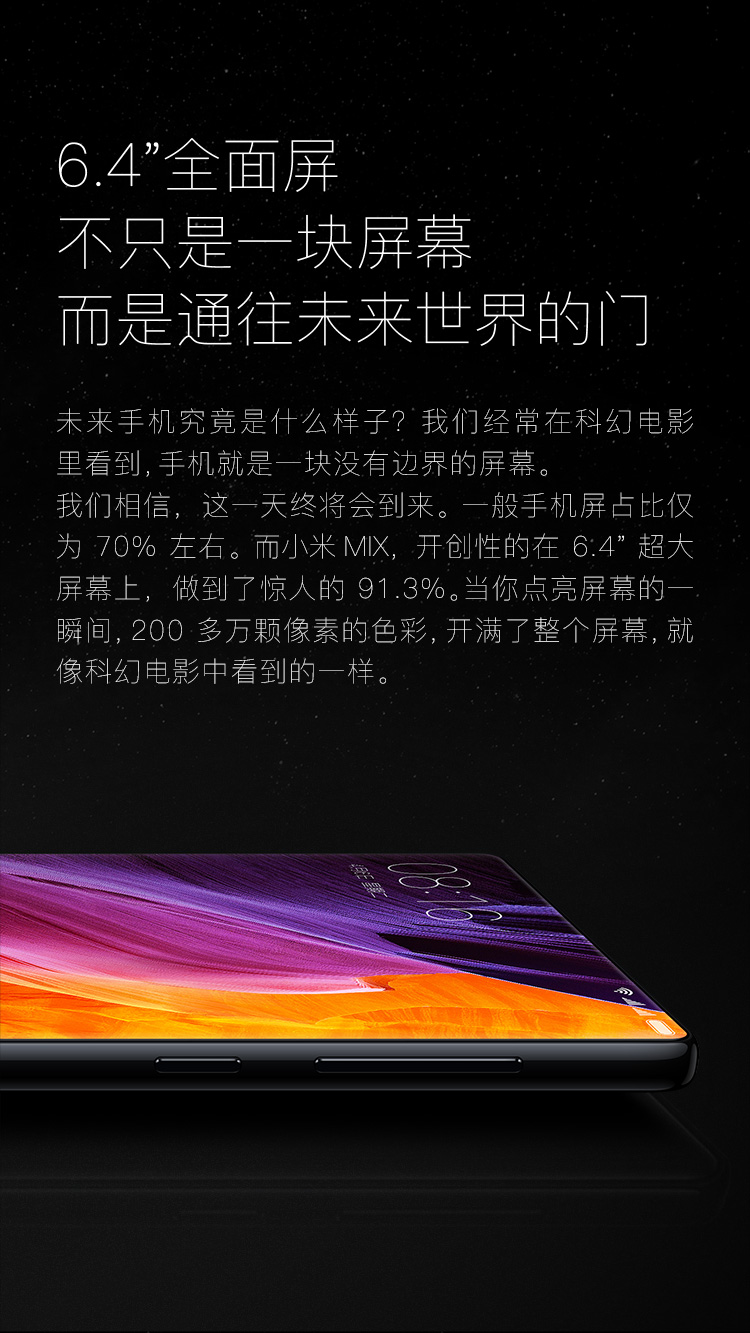 6.4”全面屏
不只是一块屏幕
而是通往未来世界的门
未来手机究竟是什么样子？我们经常在科幻电影
里看到,手机就是一块没有边界的屏幕。
我们相信，这一天终将会到来。一般手机屏占比仅
为 70% 左右。而小米 MIX，开创性的在 6.4” 超大
屏幕上，做到了惊人的 91.3%。当你点亮屏幕的一
瞬间, 200 多万颗像素的色彩, 开满了整个屏幕, 就
像科幻电影中看到的一样。
08:16